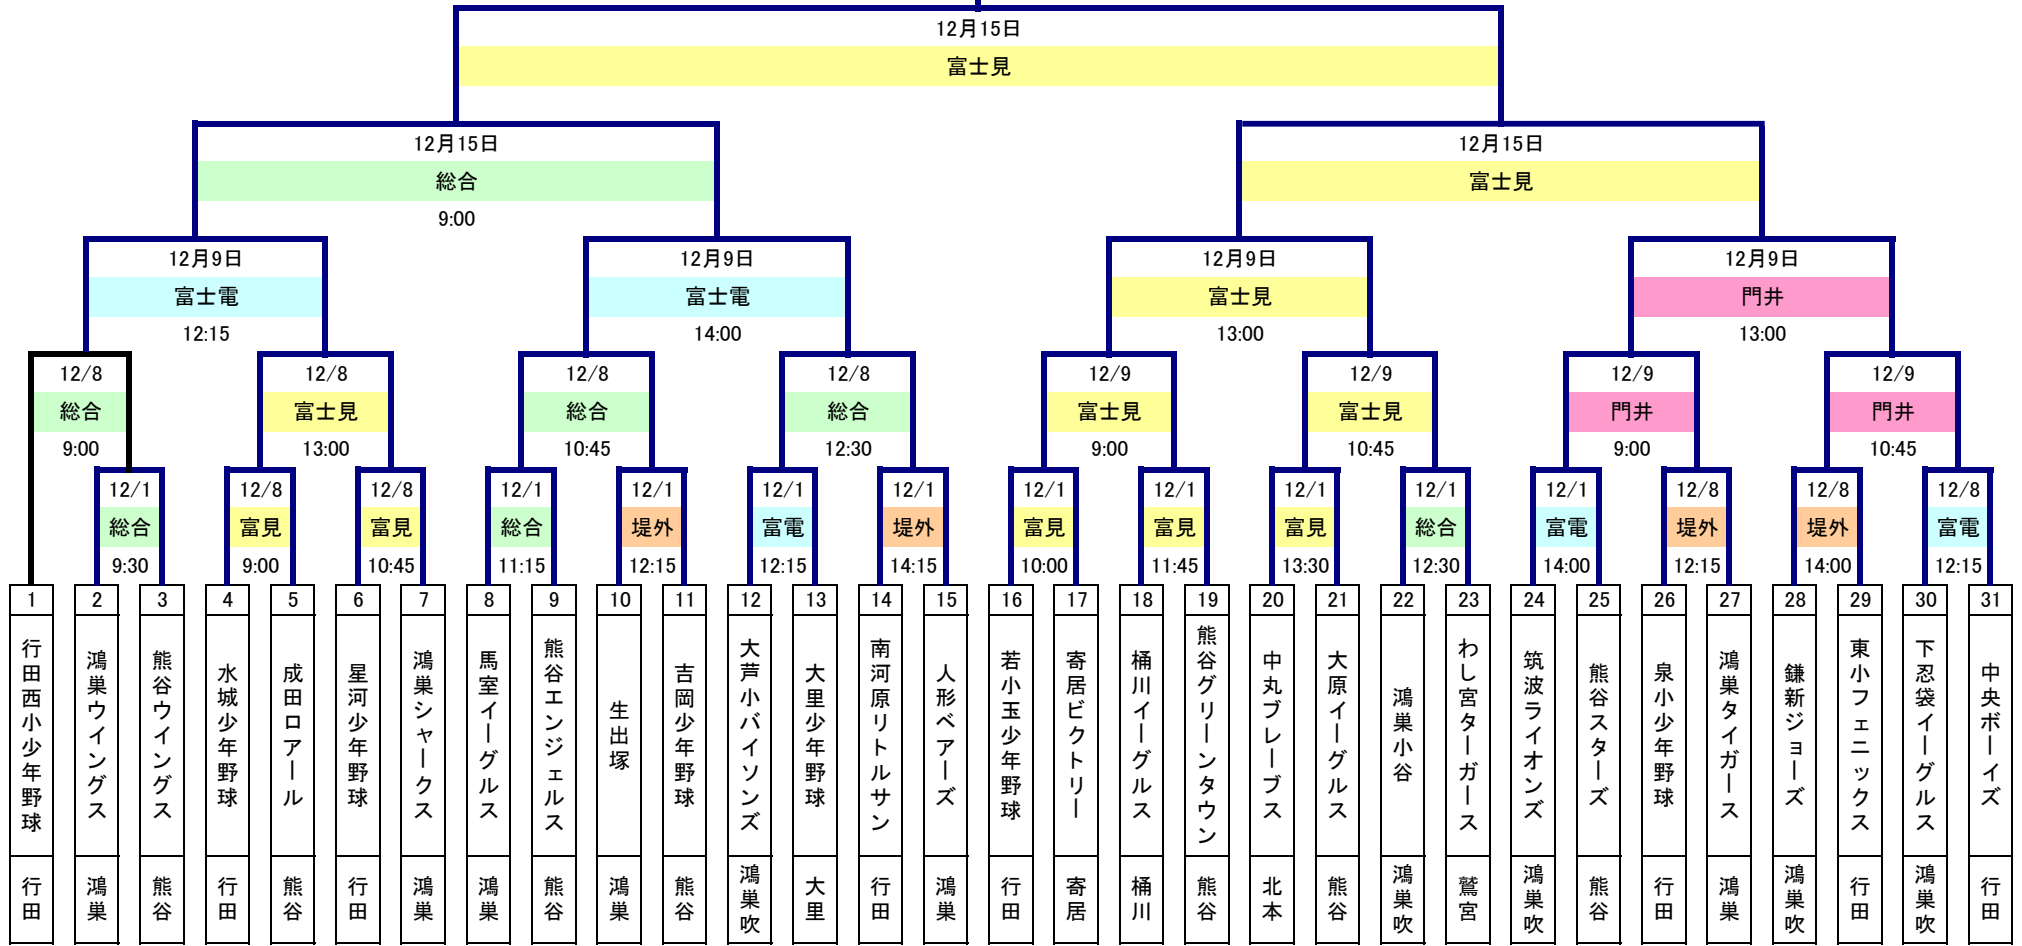 12月15日
富士見
12月15日
12月15日
総合
富士見
9:00
12月9日
12月9日
12月9日
12月9日
富士電
富士電
富士見
門井
12:15
14:00
13:00
13:00
12/8
12/8
12/8
12/8
12/9
12/9
12/9
12/9
総合
富士見
総合
総合
富士見
富士見
門井
門井
9:00
13:00
10:45
12:30
9:00
10:45
9:00
10:45
12/1
12/8
12/8
12/1
12/1
12/1
12/1
12/1
12/1
12/1
12/1
12/1
12/8
12/8
12/8
総合
富見
富見
総合
堤外
富電
堤外
富見
富見
富見
総合
富電
堤外
堤外
富電
9:30
9:00
10:45
11:15
12:15
12:15
14:15
10:00
11:45
13:30
12:30
14:00
12:15
14:00
12:15
1
2
3
4
5
6
7
8
9
10
11
12
13
14
15
16
17
18
19
20
21
22
23
24
25
26
27
28
29
30
31
行田西小少年野球
鴻巣ウイングス
熊谷ウイングス
水城少年野球
成田ロアール
星河少年野球
鴻巣シャークス
馬室イーグルス
熊谷エンジェルス
生出塚
吉岡少年野球
大芦小バイソンズ
大里少年野球
南河原リトルサン
人形ベアーズ
若小玉少年野球
寄居ビクトリー
桶川イーグルス
熊谷グリーンタウン
中丸ブレーブス
大原イーグルス
鴻巣小谷
わし宮ターガース
筑波ライオンズ
熊谷スターズ
泉小少年野球
鴻巣タイガース
鎌新ジョーズ
東小フェニックス
下忍袋イーグルス
中央ボーイズ
行田
鴻巣
熊谷
行田
熊谷
行田
鴻巣
鴻巣
熊谷
鴻巣
熊谷
鴻巣吹
大里
行田
鴻巣
行田
寄居
桶川
熊谷
北本
熊谷
鴻巣吹
鷲宮
鴻巣吹
熊谷
行田
鴻巣
鴻巣吹
行田
鴻巣吹
行田